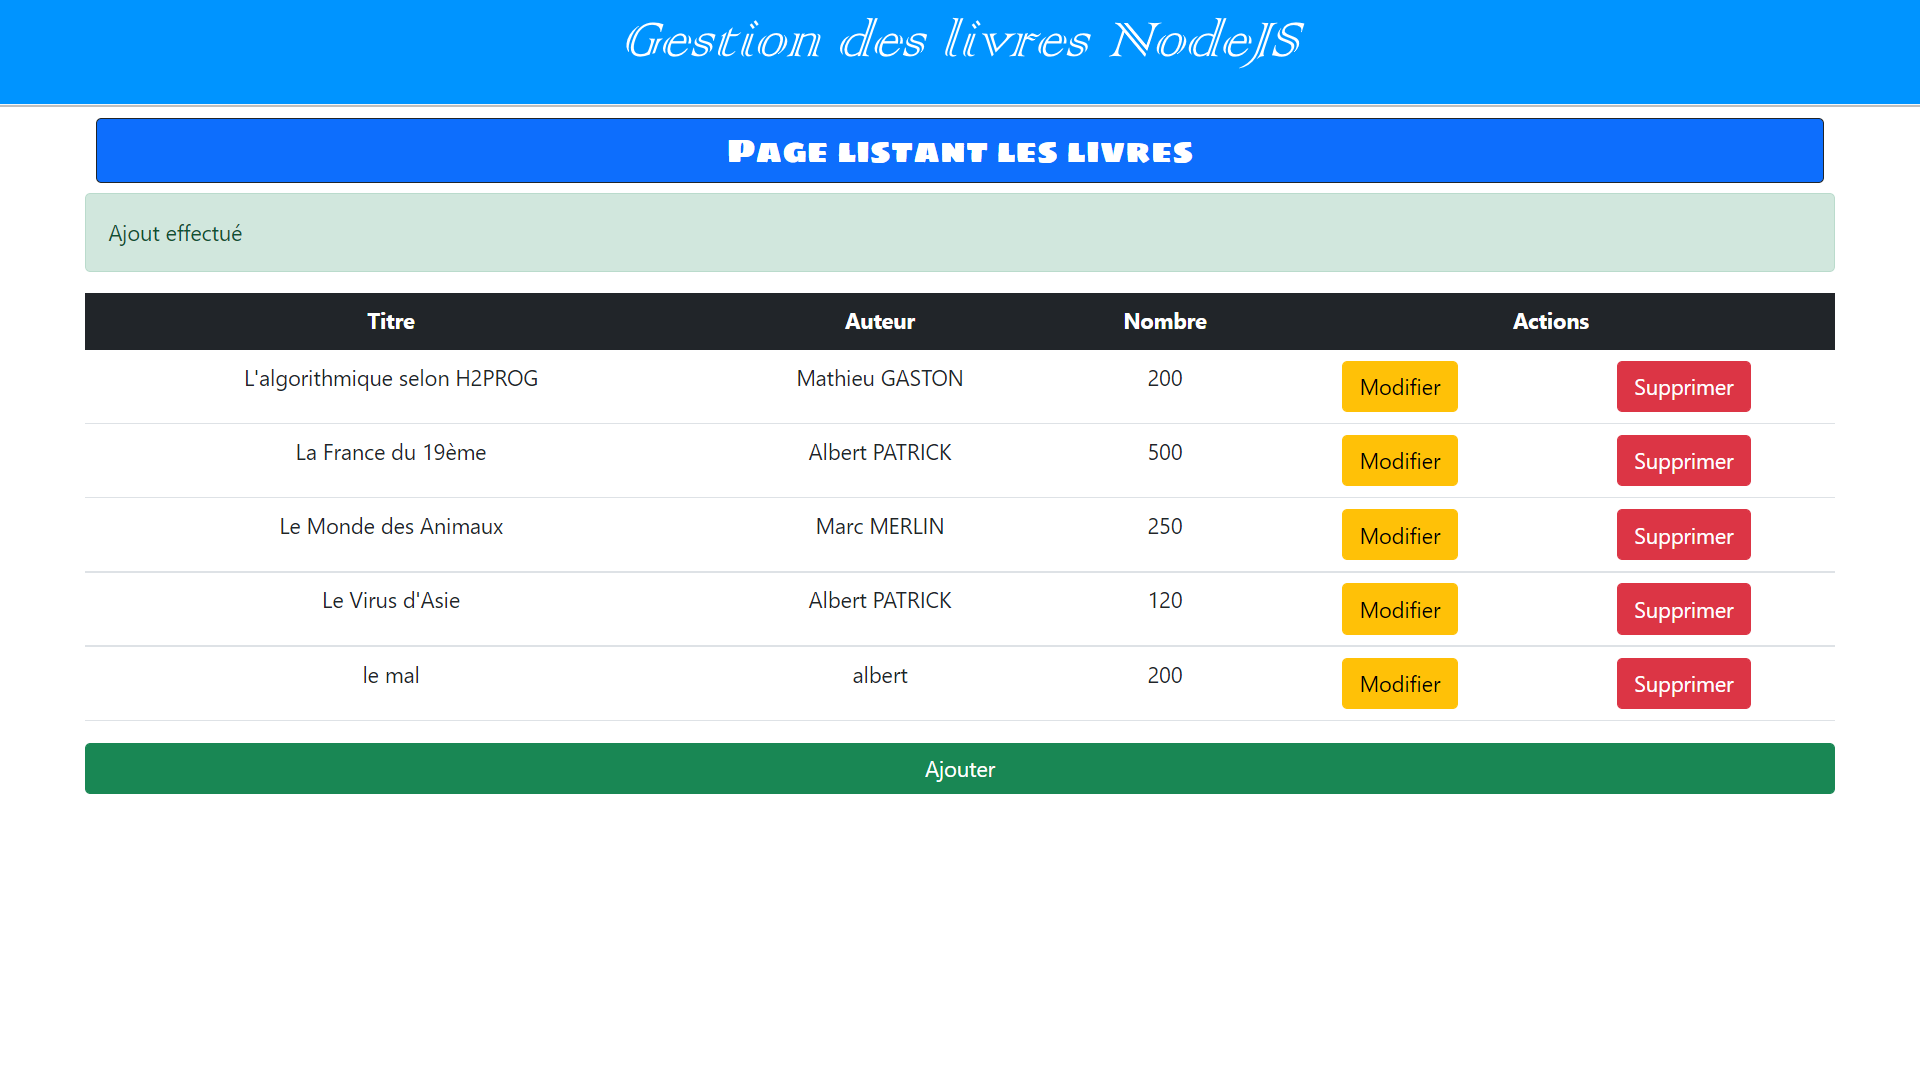 Gestion des livres NodeJS
Page listant les livres
Ajout effectué
Titre Auteur Nombre Actions
L'algorithmique selon H2PROG Mathieu GASTON 200 Modifier Supprimer
La France du 19ème Albert PATRICK 500 Modifier Supprimer
Le Monde des Animaux Marc MERLIN 250 Modifier Supprimer
Le Virus d'Asie Albert PATRICK 120 Modifier Supprimer
le mal albert 200 Modifier Supprimer
Ajouter